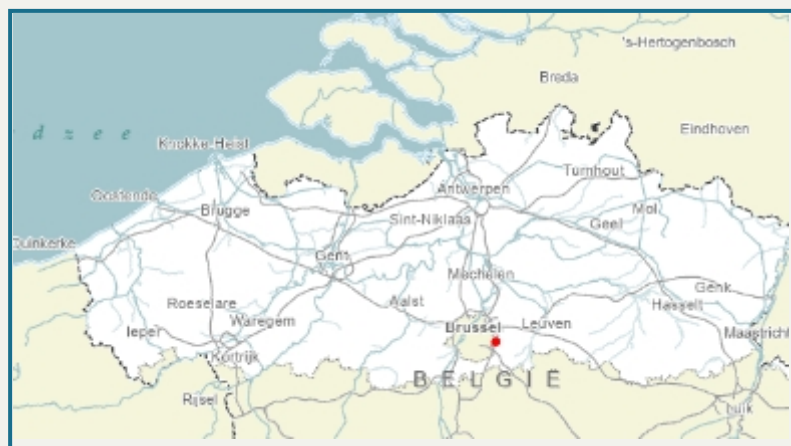 's-Hertogenbosch
Breda
dzee
Eindhoven
Knokke-Heist
Turnhout
Antwerpen
Oostende
Mol
Brugge
Sint-Niklaas
Geel
Duinkerke
Gent
Mechelen
Genk
Roeselare
Aalst
Hasselt
Waregem
Brussel
Leuven
Ieper
Maastricht
Kortrijk
BELGIË
Rijsel
Luik